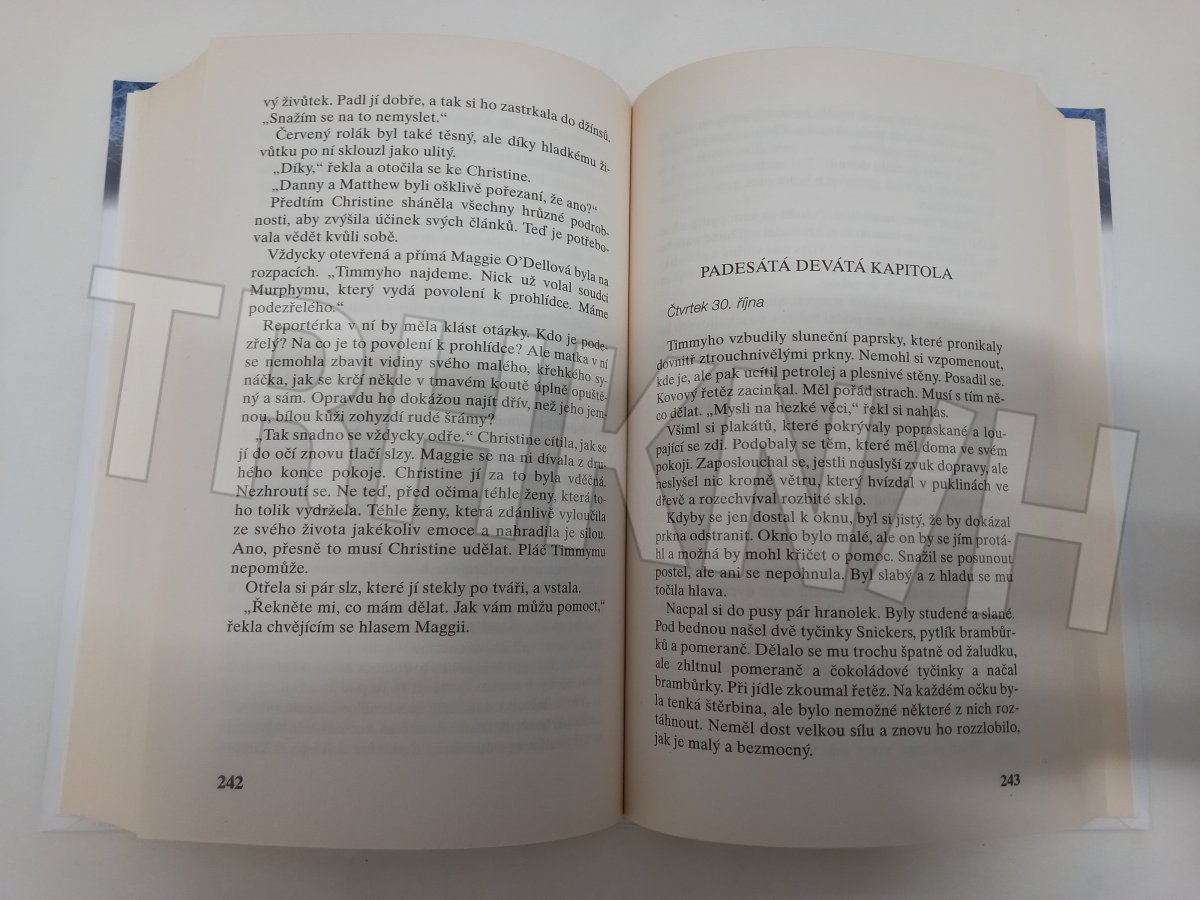 vý živůtek. Padl jí dobře, a tak si ho zastrkala do džínsů.
„Snažím se na to nemyslet.“
Červený rolák byl také těsný, ale díky hladkému ži-
vůtku po ní sklouzl jako ulitý.
„Díky,“ řekla a otočila se ke Christine.
„Danny a Matthew byli ošklivě pořezaní, že ano?“
Předtím Christine sháněla všechny hrůzné podrob-
nosti, aby zvýšila účinek svých článků. Teď je potřebo-
vala vědět kvůli sobě.
Vždycky otevřená a přímá Maggie O’Dellová byla na
rozpacích. „Timmyho najdeme. Nick už volal soudci
Murphymu, který vydá povolení k prohlídce. Máme
podezřelého.“
Reportérka v ní by měla klást otázky. Kdo je pode-
zřelý? Na co je to povolení k prohlídce? Ale matka v ní
se nemohla zbavit vidiny svého malého, křehkého sy-
náčka, jak se krčí někde v tmavém koutě úplně opuště-
ný a sám. Opravdu ho dokážou najít dřív, než jeho jem-
nou, bílou kůži zohyzdí rudé šrámy?
„Tak snadno se vždycky odře.“ Christine cítila, jak se
jí do očí znovu tlačí slzy. Maggie se na ni dívala z dru-
hého konce pokoje. Christine jí za to byla vděčná.
Nezhroutí se. Ne teď, před očima téhle ženy, která to-
ho tolik vydržela. Téhle ženy, která zdánlivě vyloučila
ze svého života jakékoliv emoce a nahradila je silou.
Ano, přesně to musí Christine udělat. Pláč Timmymu
nepomůže.
Otřela si pár slz, které jí stekly po tváři, a vstala.
„Řekněte mi, co mám dělat. Jak vám můžu pomoct,“
řekla chvějícím se hlasem Maggii.
242
PADESÁTÁ DEVÁTÁ KAPITOLA
Čtvrtek 30. října
Timmyho vzbudily sluneční paprsky, které pronikaly
dovnitř ztrouchnivělými prkny. Nemohl si vzpomenout,
kde je, ale pak ucítil petrolej a plesnivé stěny. Posadil se.
Kovový řetěz zacinkal. Měl pořád strach. Musí s tím ně-
co dělat. „Mysli na hezké věci,“ řekl si nahlas.
Všiml si plakátů, které pokrývaly popraskané a lou-
pající se zdi. Podobaly se těm, které měl doma ve svém
pokoji. Zaposlouchal se, jestli neuslyší zvuk dopravy, ale
neslyšel nic kromě větru, který hvízdal v puklinách ve
dřevě a rozechvíval rozbité sklo.
Kdyby se jen dostal k oknu, byl si jistý, že by dokázal
prkna odstranit. Okno bylo malé, ale on by se jím protá-
hl a možná by mohl křičet o pomoc. Snažil se posunout
postel, ale ani se nepohnula. Byl slabý a z hladu se mu
točila hlava.
Nacpal si do pusy pár hranolek. Byly studené a slané.
Pod bednou našel dvě tyčinky Snickers, pytlík brambůr-
ků a pomeranč. Dělalo se mu trochu špatně od žaludku,
ale zhltnul pomeranč a čokoládové tyčinky a načal
brambůrky. Při jídle zkoumal řetěz. Na každém očku by-
la tenká štěrbina, ale bylo nemožné některé z nich roz-
táhnout. Neměl dost velkou sílu a znovu ho rozzlobilo,
jak je malý a bezmocný.
243
TRHKNIH